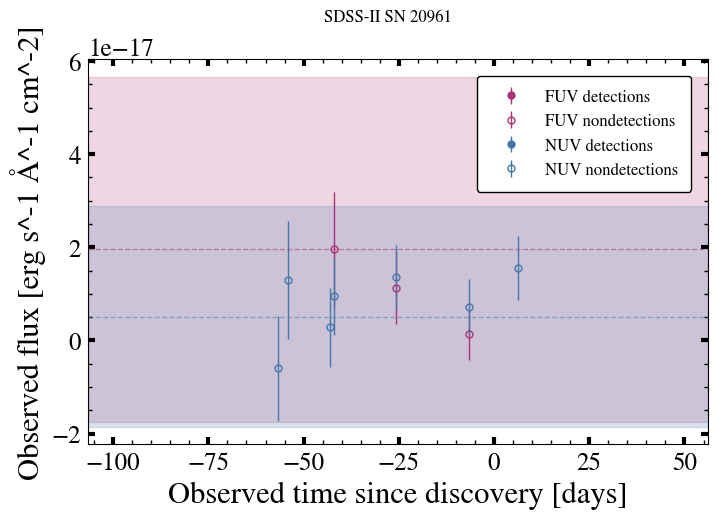 SDSS-II SN 20961
1e−17
6
4
2
0
−2
Observed flux [erg s^-1 Å^-1 cm^-2]
FUV detections
FUV nondetections
NUV detections
NUV nondetections
−100 −75 −50 −25 0 25 50
Observed time since discovery [days]